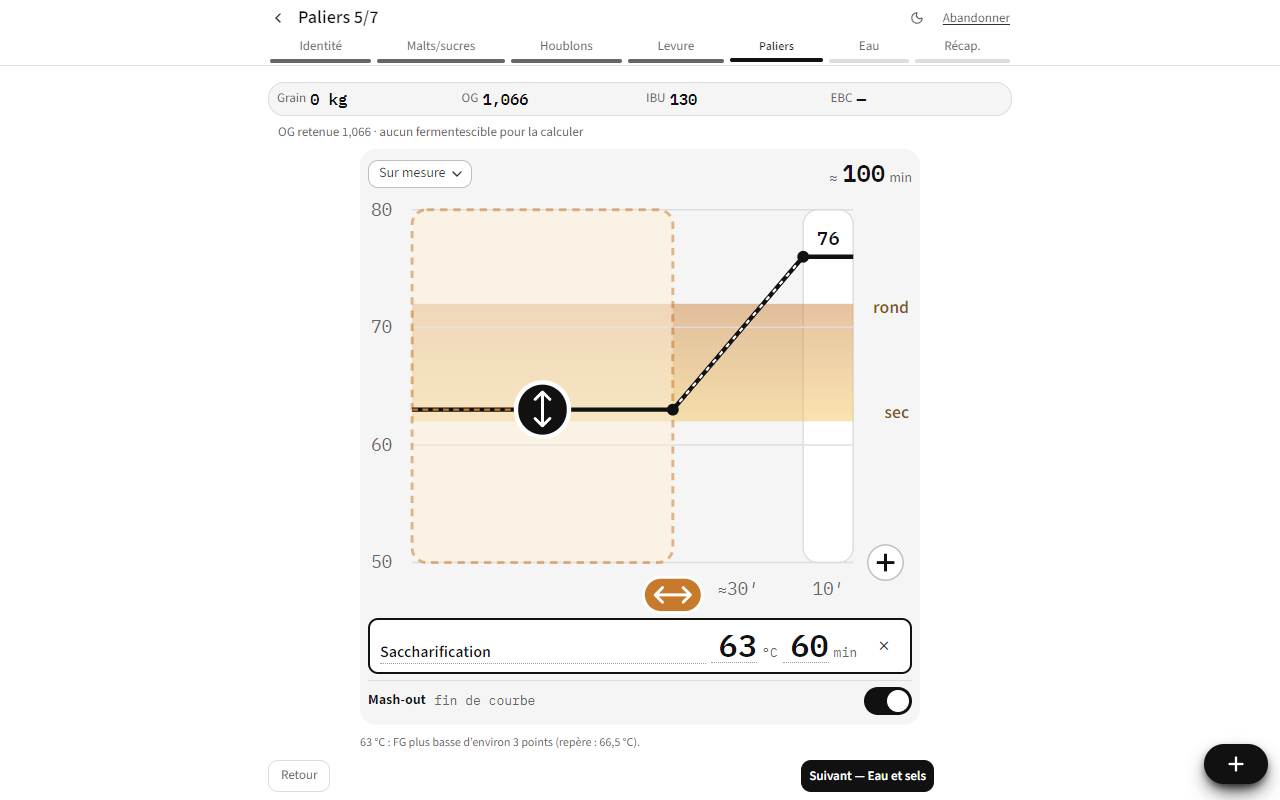 Paliers 5/7
Abandonner
Identité Malts/sucres Houblons Levure Paliers Eau Récap.
Grain 0 kg OG 1,066 IBU 130 EBC —
OG retenue 1,066 · aucun fermentescible pour la calculer
Sur mesure
≈ 100 min
80
76
rond
70
sec
60
50
≈30′ 10′
Saccharification 63 °C 60 min ×
Mash-out fin de courbe
63 °C : FG plus basse d’environ 3 points (repère : 66,5 °C).
Retour
Suivant — Eau et sels